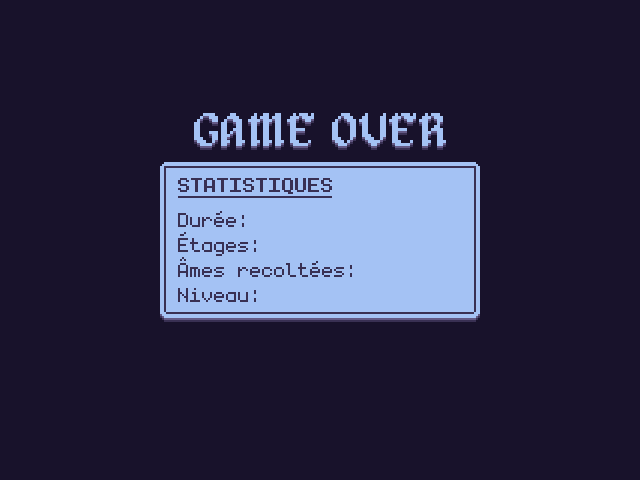 GAME OVER
STATISTIQUES
Durée:
Étages:
Âmes recoltées:
Niveau: